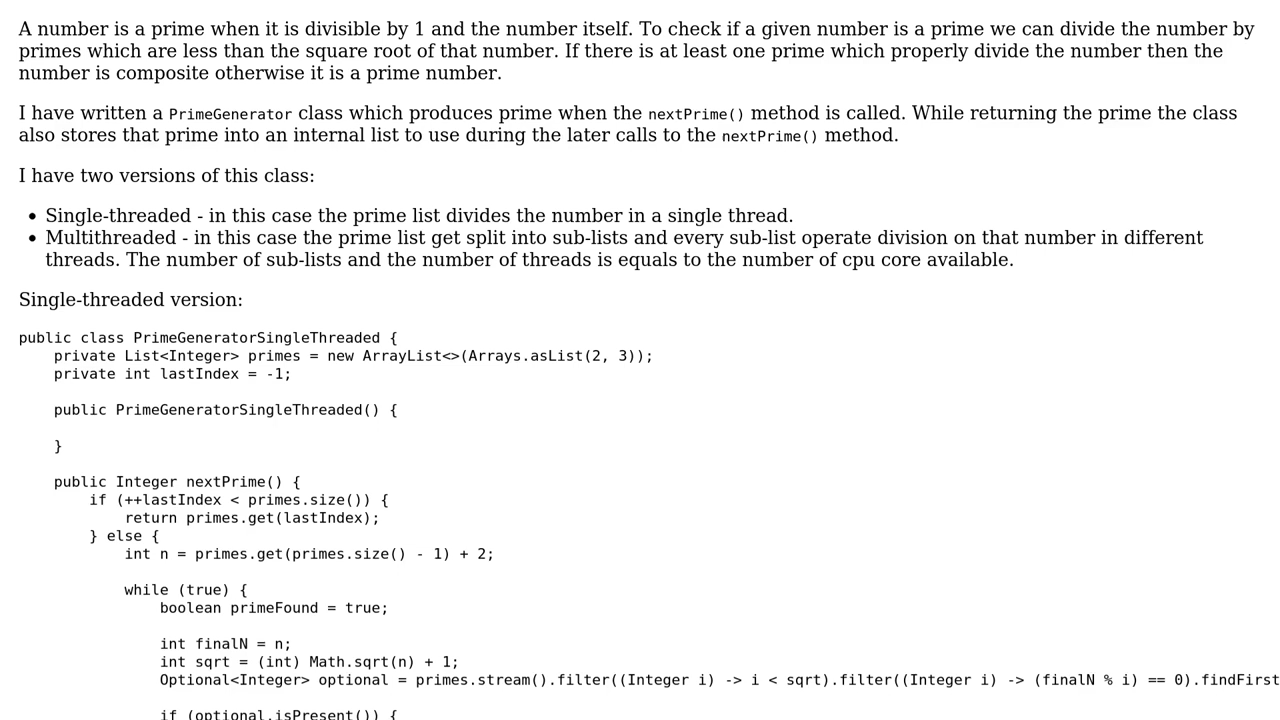 A number is a prime when it is divisible by 1 and the number itself. To check if a given number is a prime we can divide the number by
primes which are less than the square root of that number. If there is at least one prime which properly divide the number then the
number is composite otherwise it is a prime number.
I have written a PrimeGenerator class which produces prime when the nextPrime() method is called. While returning the prime the class
also stores that prime into an internal list to use during the later calls to the nextPrime() method.
I have two versions of this class:
• Single-threaded - in this case the prime list divides the number in a single thread.
• Multithreaded - in this case the prime list get split into sub-lists and every sub-list operate division on that number in different
threads. The number of sub-lists and the number of threads is equals to the number of cpu core available.
Single-threaded version:
public class PrimeGeneratorSingleThreaded {
    private List<Integer> primes = new ArrayList<>(Arrays.asList(2, 3));
    private int lastIndex = -1;
    public PrimeGeneratorSingleThreaded() {
    }
    public Integer nextPrime() {
        if (++lastIndex < primes.size()) {
            return primes.get(lastIndex);
        } else {
            int n = primes.get(primes.size() - 1) + 2;
            while (true) {
                boolean primeFound = true;
                int finalN = n;
                int sqrt = (int) Math.sqrt(n) + 1;
                Optional<Integer> optional = primes.stream().filter((Integer i) -> i < sqrt).filter((Integer i) -> (finalN % i) == 0).findFirst
                if (optional.isPresent()) {